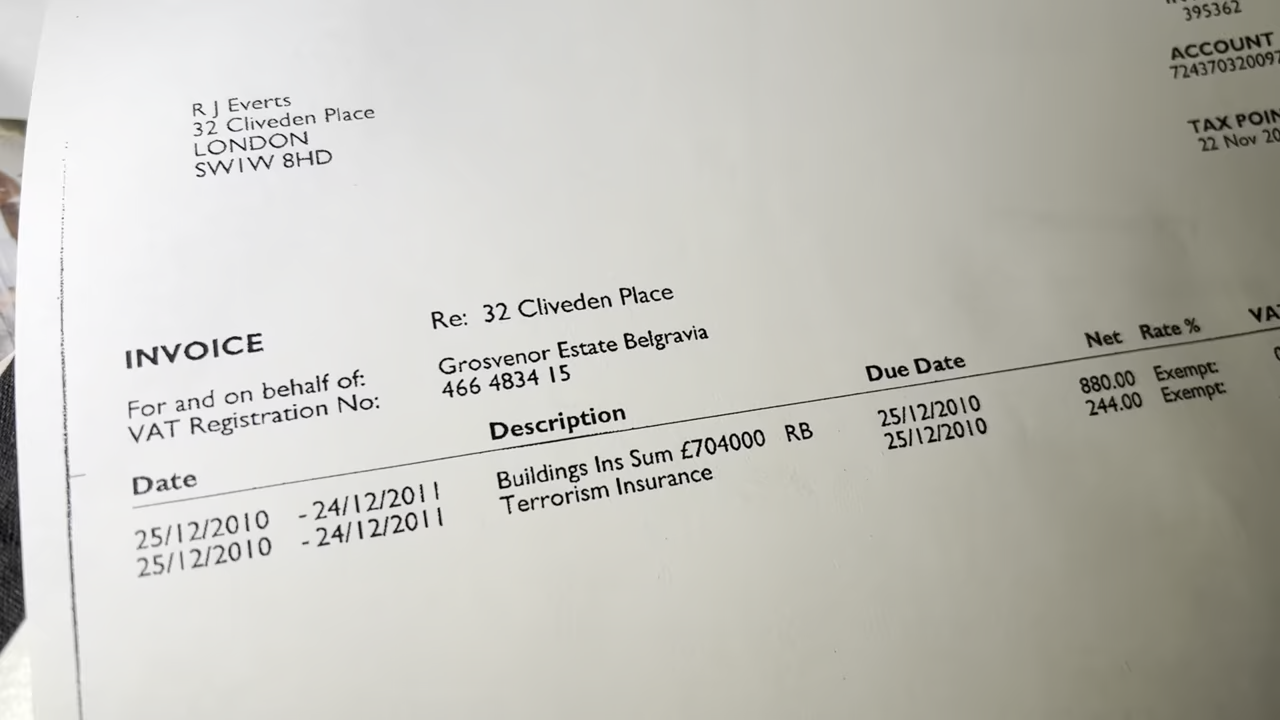 395362
ACCOUNT
724370320097
R J Everts
32 Cliveden Place
LONDON
SW1W 8HD
TAX POIN
22 Nov 20
Re: 32 Cliveden Place
INVOICE
Grosvenor Estate Belgravia
For and on behalf of:
466 4834 15
VAT Registration No:
Date Description Due Date Net Rate % VA
25/12/2010 - 24/12/2011 Buildings Ins Sum £704000 RB 25/12/2010 880.00 Exempt:
25/12/2010 - 24/12/2011 Terrorism Insurance 25/12/2010 244.00 Exempt: